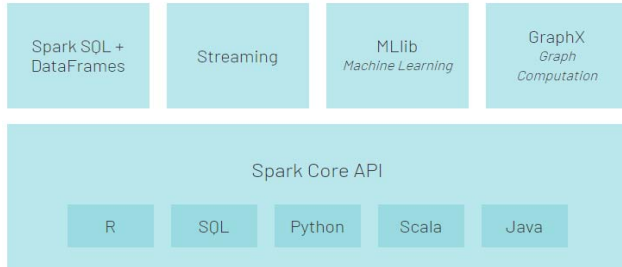 Spark SQL +
DataFrames
Streaming
MLlib
Machine Learning
GraphX
Graph
Computation
Spark Core API
R
SQL
Python
Scala
Java